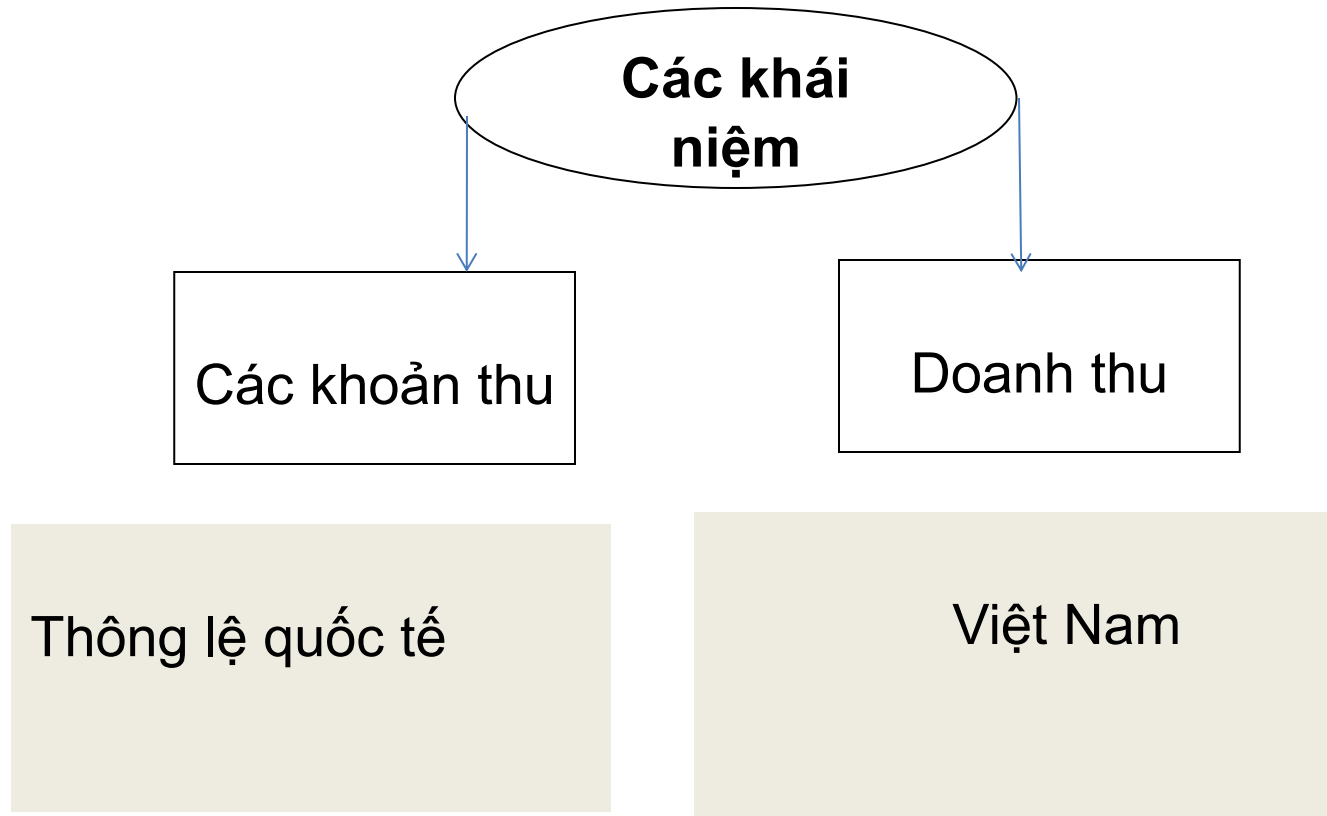 Các khái
niệm
Các khoản thu
Doanh thu
Thông lệ quốc tế
Việt Nam